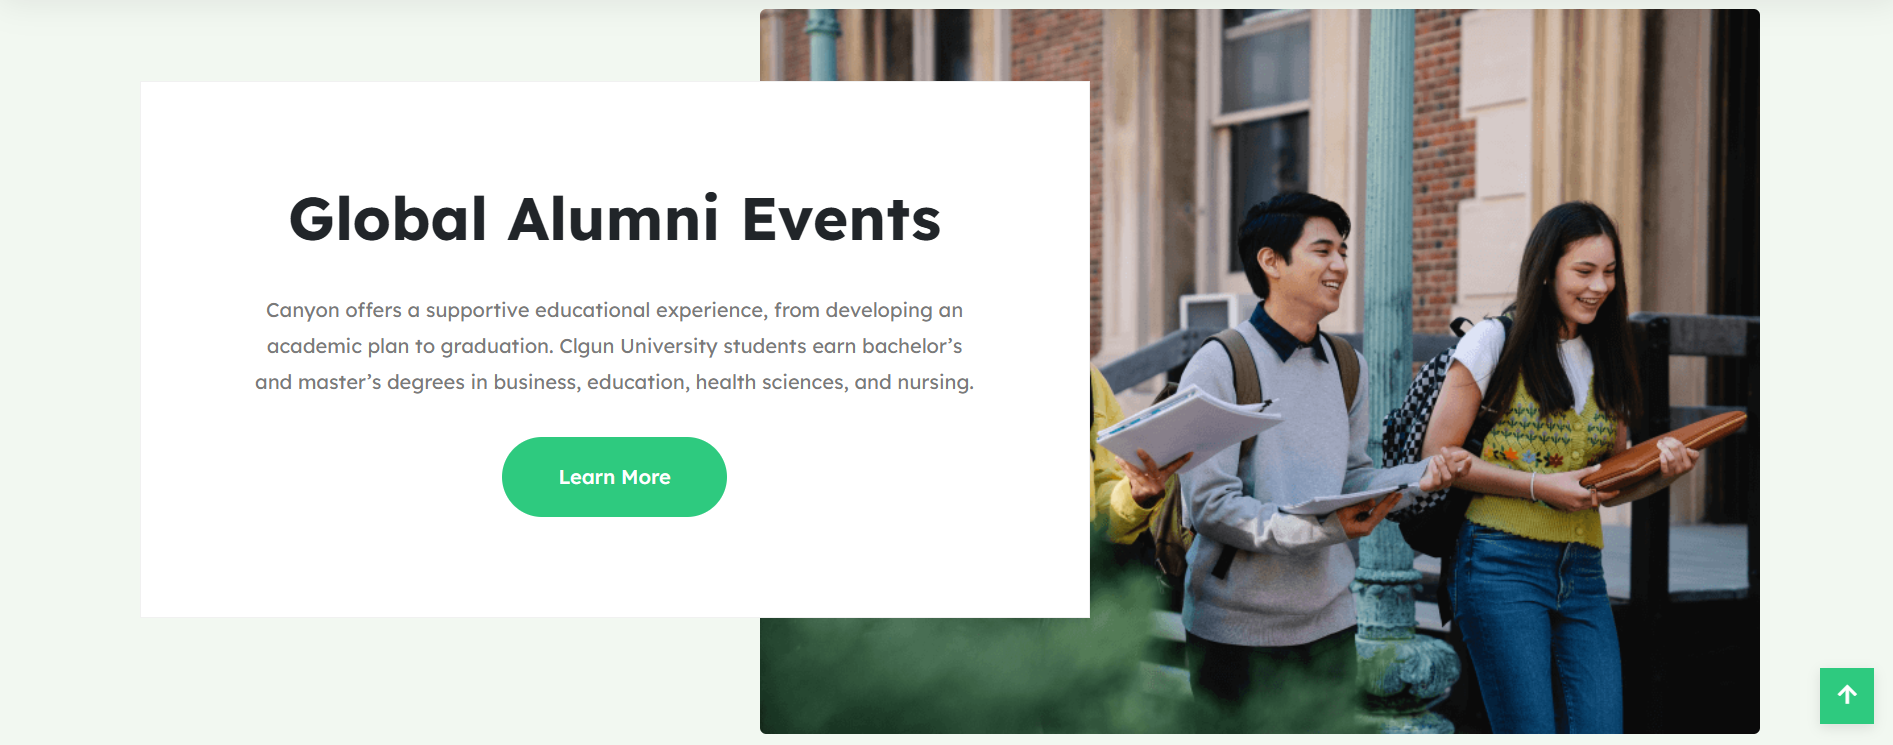 Global Alumni Events
Canyon offers a supportive educational experience, from developing an
academic plan to graduation. Clgun University students earn bachelor’s
and master’s degrees in business, education, health sciences, and nursing.
Learn More